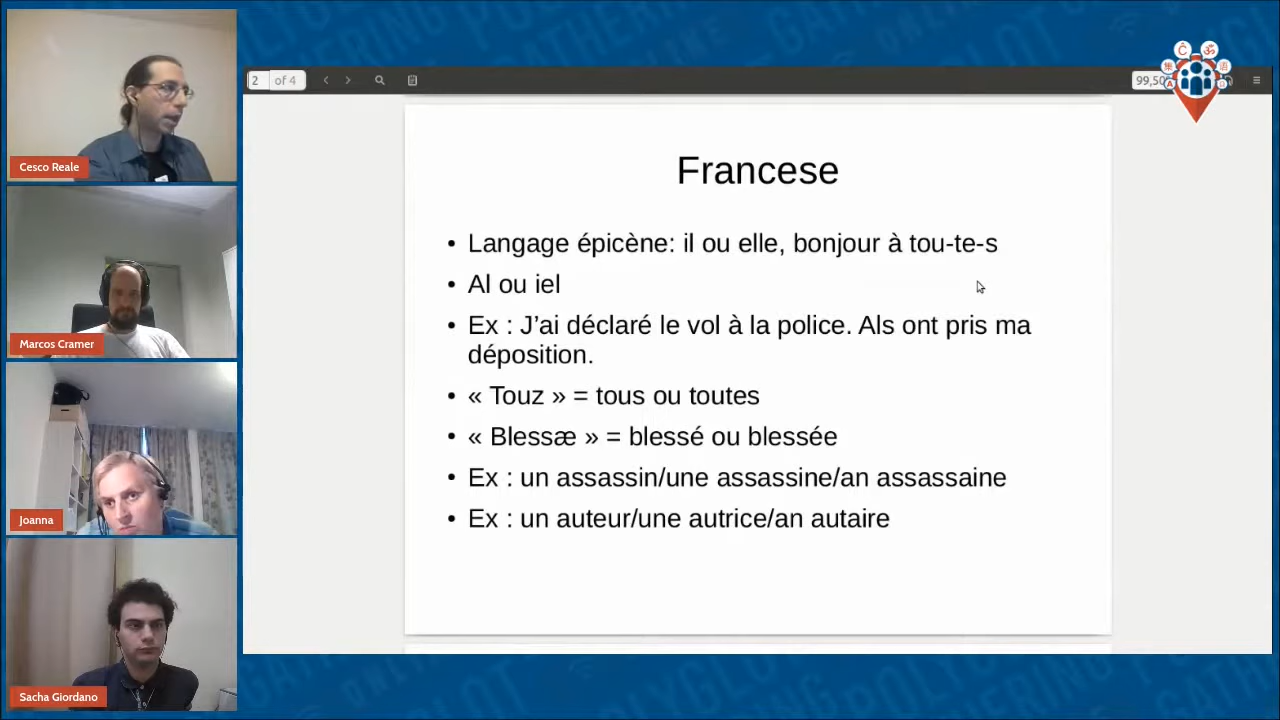 Cesco Reale
Marcos Cramer
Joanna
Sacha Giordano
2 of 4
99,50
Francese
• Langage épicène: il ou elle, bonjour à tou-te-s
• Al ou iel
• Ex : J’ai déclaré le vol à la police. Als ont pris ma
déposition.
• « Touz » = tous ou toutes
• « Blessæ » = blessé ou blessée
• Ex : un assassin/une assassine/an assassaine
• Ex : un auteur/une autrice/an autaire